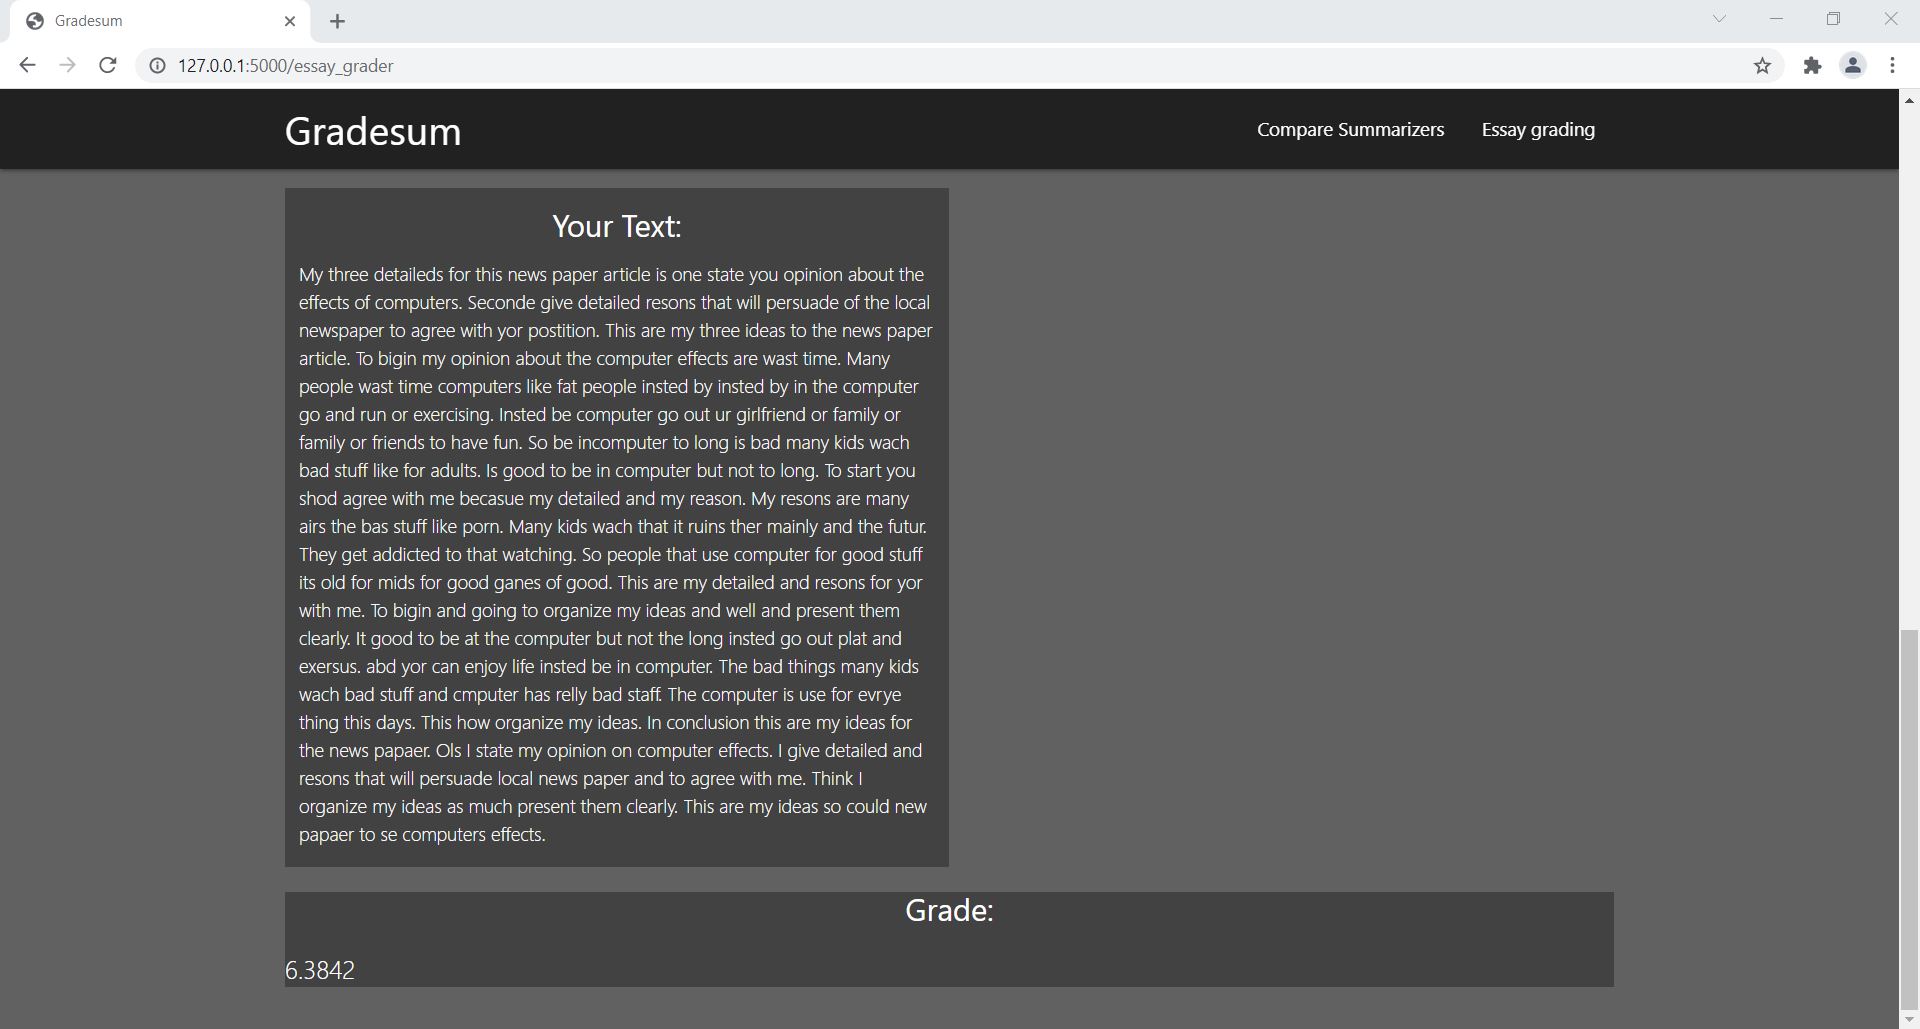 Gradesum
127.0.0.1:5000/essay_grader
Gradesum
Compare Summarizers
Essay grading
Your Text:
My three detaileds for this news paper article is one state you opinion about the
effects of computers. Seconde give detailed resons that will persuade of the local
newspaper to agree with yor postition. This are my three ideas to the news paper
article. To bigin my opinion about the computer effects are wast time. Many
people wast time computers like fat people insted by insted by in the computer
go and run or exercising. Insted be computer go out ur girlfriend or family or
family or friends to have fun. So be incomputer to long is bad many kids wach
bad stuff like for adults. Is good to be in computer but not to long. To start you
shod agree with me becasue my detailed and my reason. My resons are many
airs the bas stuff like porn. Many kids wach that it ruins ther mainly and the futur.
They get addicted to that watching. So people that use computer for good stuff
its old for mids for good ganes of good. This are my detailed and resons for yor
with me. To bigin and going to organize my ideas and well and present them
clearly. It good to be at the computer but not the long insted go out plat and
exersus. abd yor can enjoy life insted be in computer. The bad things many kids
wach bad stuff and cmputer has relly bad staff. The computer is use for evrye
thing this days. This how organize my ideas. In conclusion this are my ideas for
the news papaer. Ols I state my opinion on computer effects. I give detailed and
resons that will persuade local news paper and to agree with me. Think I
organize my ideas as much present them clearly. This are my ideas so could new
papaer to se computers effects.
Grade:
6.3842